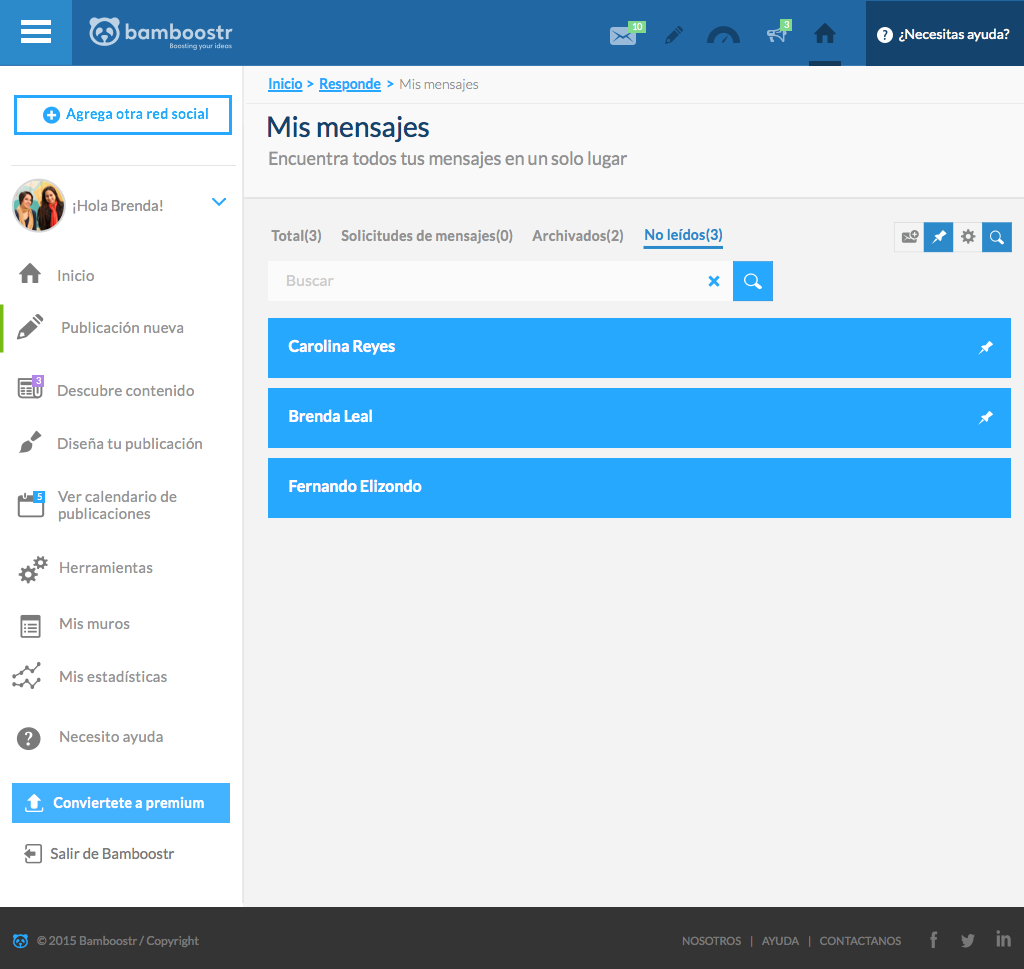 bamboostr
Boosting your ideas
10
3
¿Necesitas ayuda?
Agrega otra red social
¡Hola Brenda!
Inicio
Publicación nueva
3
Descubre contenido
Diseña tu publicación
5
Ver calendario de
publicaciones
Herramientas
Mis muros
Mis estadísticas
Necesito ayuda
Conviertete a premium
Salir de Bamboostr
Inicio > Responde > Mis mensajes
Mis mensajes
Encuentra todos tus mensajes en un solo lugar
Total(3) Solicitudes de mensajes(0) Archivados(2) No leídos(3)
Buscar
Carolina Reyes
Brenda Leal
Fernando Elizondo
© 2015 Bamboostr / Copyright
NOSOTROS | AYUDA | CONTACTANOS